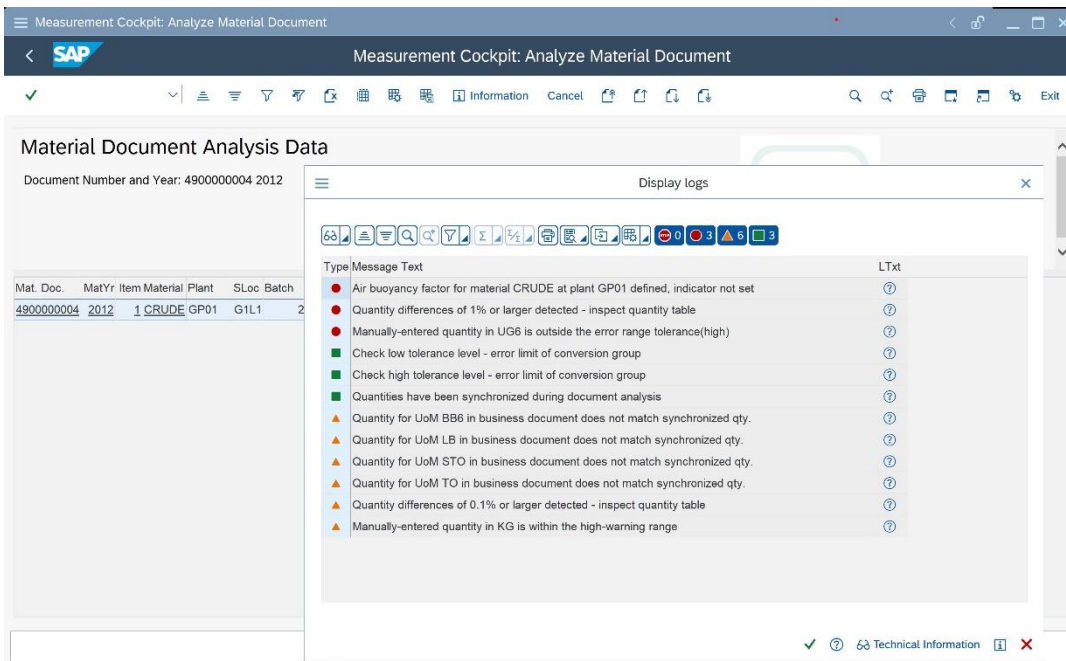 Measurement Cockpit: Analyze Material Document
SAP
Measurement Cockpit: Analyze Material Document
Information Cancel Exit
Material Document Analysis Data
Document Number and Year: 4900000004 2012
Display logs
STOP 0 3 6 3
Type Message Text LTxt
Air buoyancy factor for material CRUDE at plant GP01 defined, indicator not set
Quantity differences of 1% or larger detected - inspect quantity table
Manually-entered quantity in UG6 is outside the error range tolerance(high)
Check low tolerance level - error limit of conversion group
Check high tolerance level - error limit of conversion group
Quantities have been synchronized during document analysis
Quantity for UoM BB6 in business document does not match synchronized qty.
Quantity for UoM LB in business document does not match synchronized qty.
Quantity for UoM STO in business document does not match synchronized qty.
Quantity for UoM TO in business document does not match synchronized qty.
Quantity differences of 0.1% or larger detected - inspect quantity table
Manually-entered quantity in KG is within the high-warning range
Mat. Doc. MatYr Item Material Plant SLoc Batch
4900000004 2012 1 CRUDE GP01 G1L1 2
Technical Information